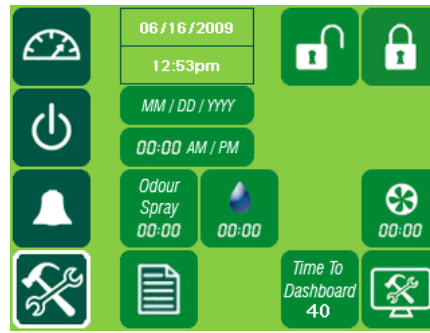 06/16/2009
12:53pm
MM / DD / YYYY
00:00 AM / PM
Odour
Spray
00:00
00:00
00:00
Time To
Dashboard
40